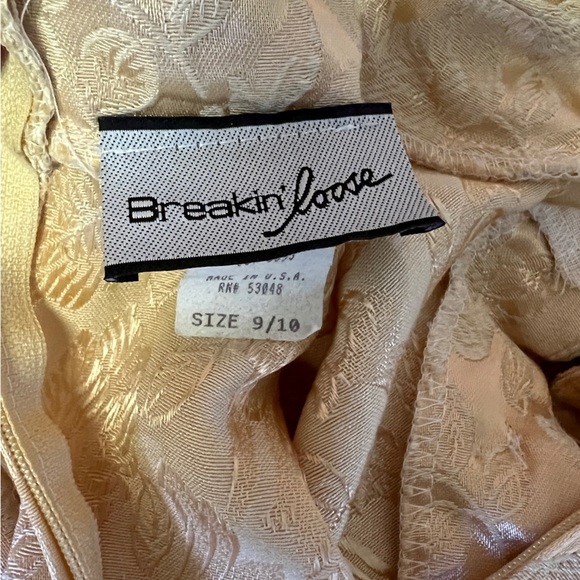 Breakin' loose
MADE IN U.S.A.
RN# 53048
SIZE 9/10